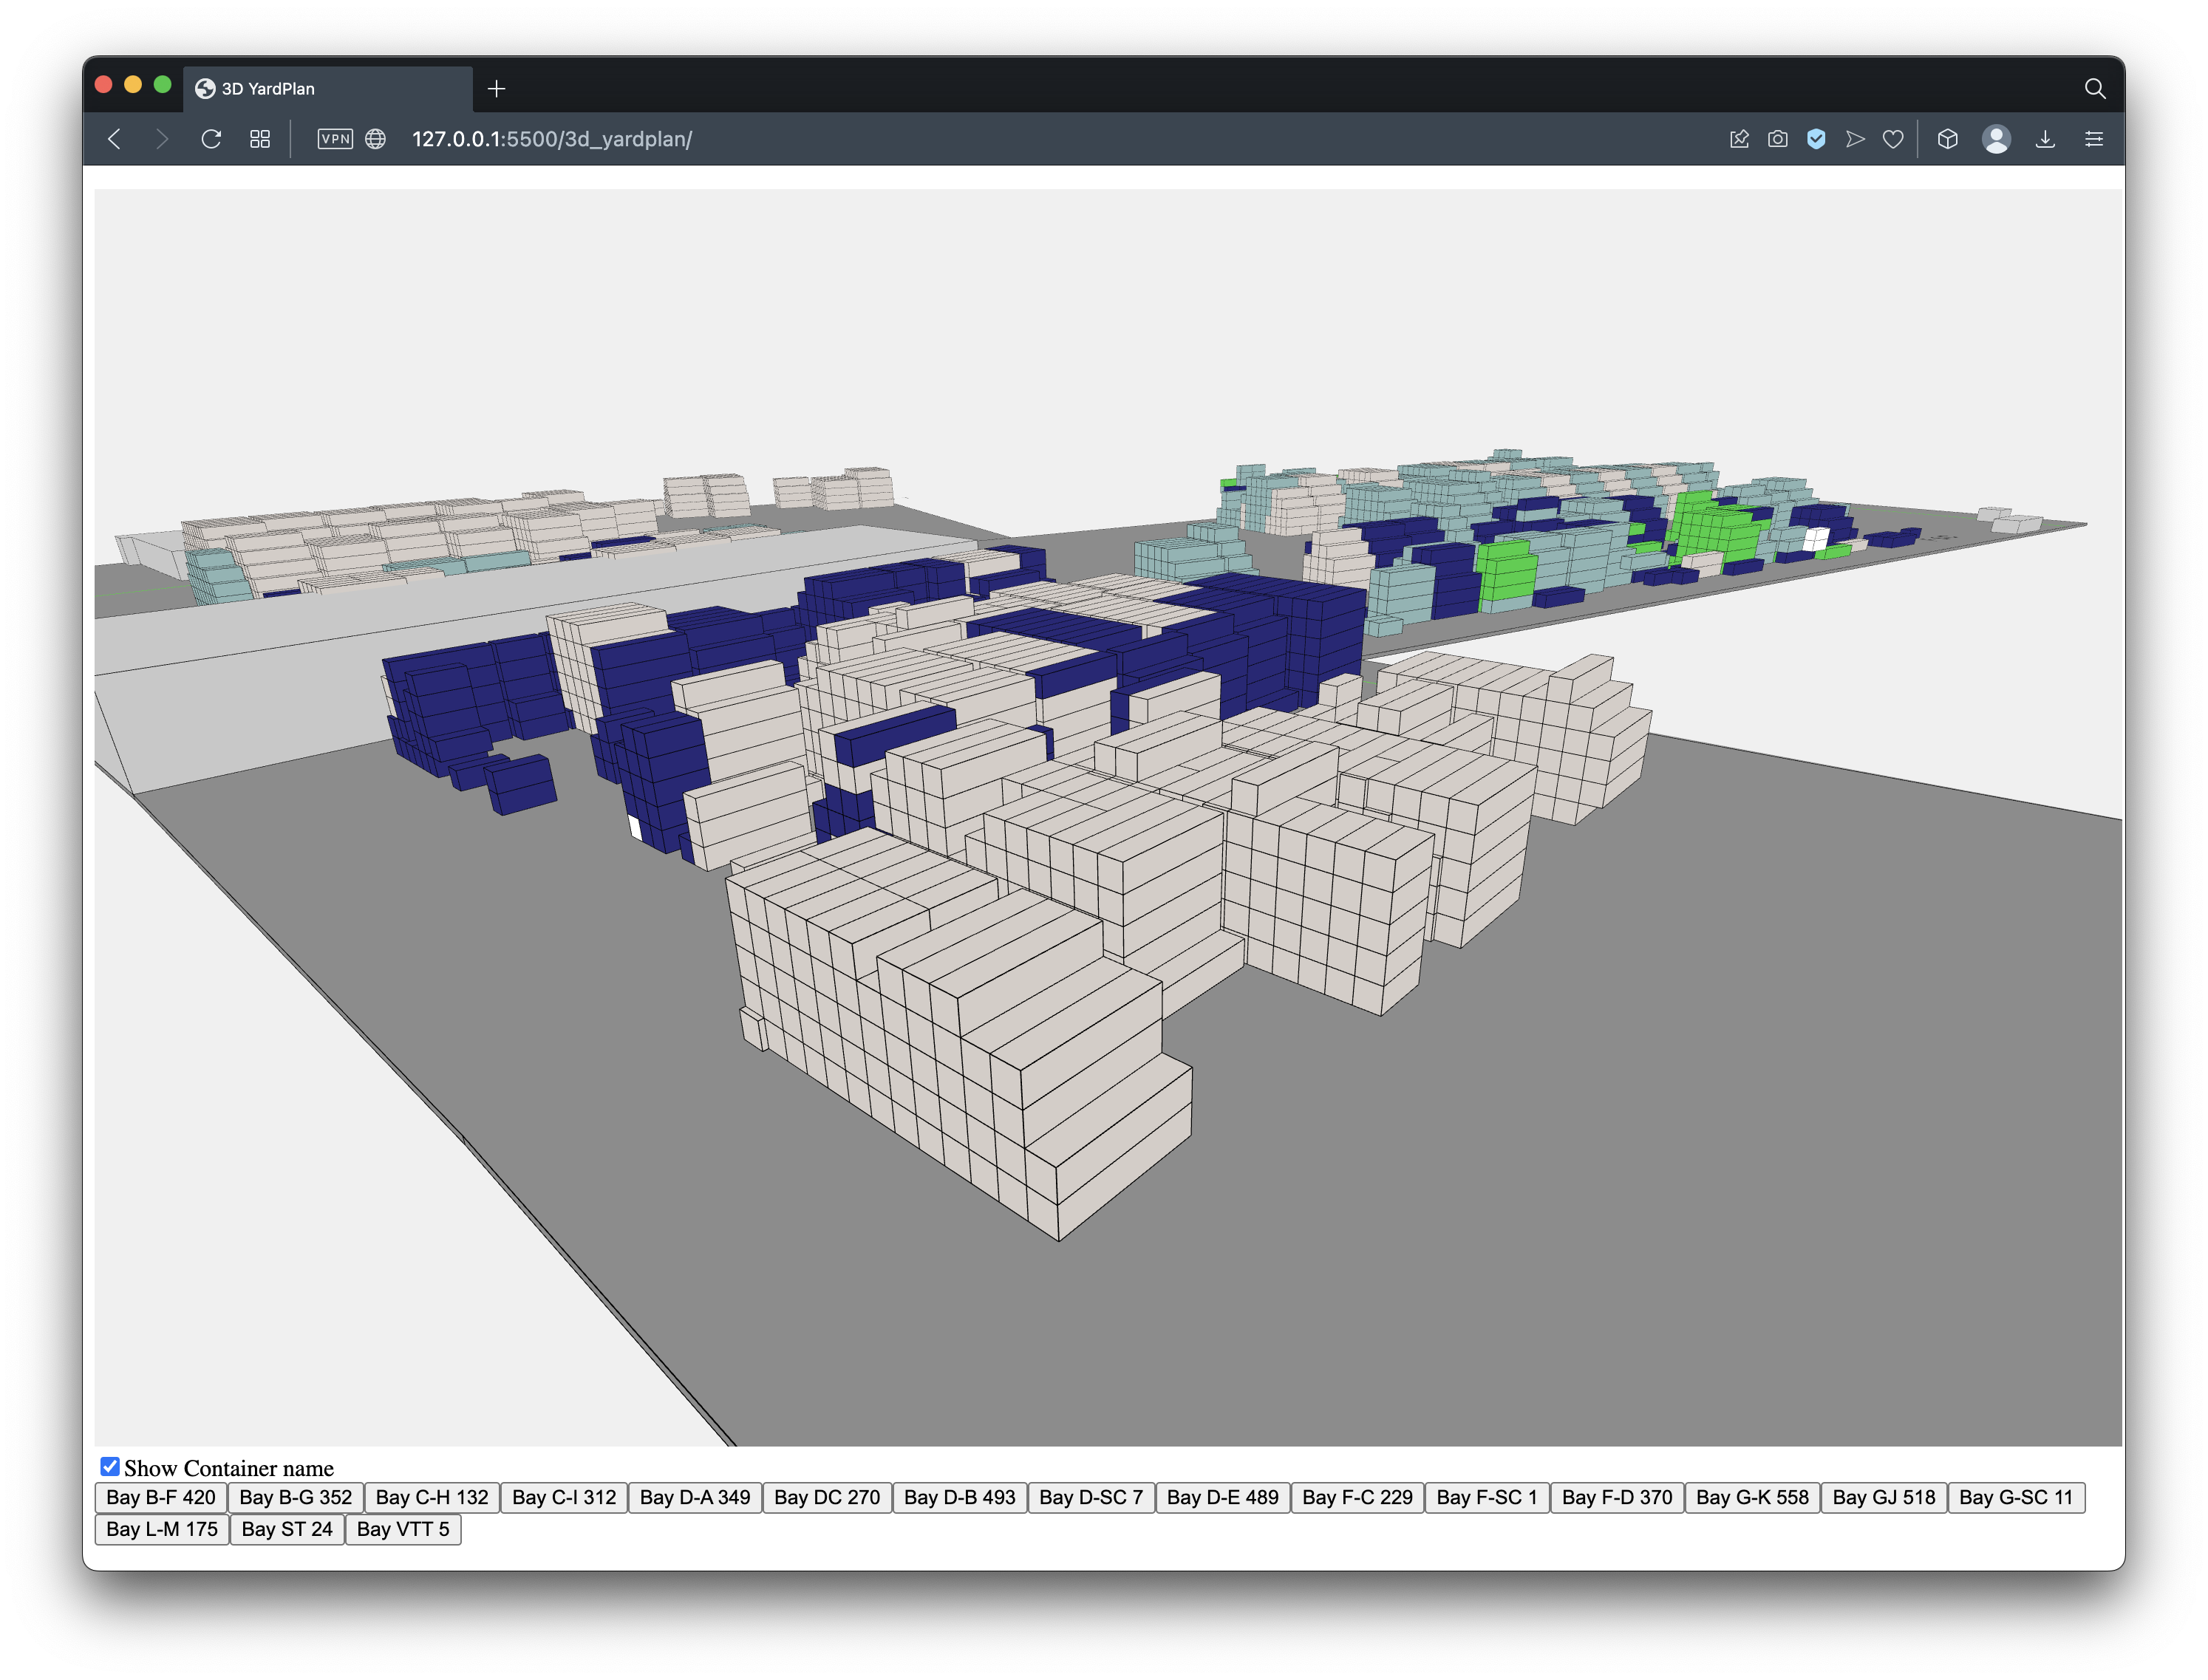 3D YardPlan
VPN 127.0.0.1:5500/3d_yardplan/
Show Container name
Bay B-F 420 Bay B-G 352 Bay C-H 132 Bay C-I 312 Bay D-A 349 Bay DC 270 Bay D-B 493 Bay D-SC 7 Bay D-E 489 Bay F-C 229 Bay F-SC 1 Bay F-D 370 Bay G-K 558 Bay GJ 518 Bay G-SC 11
Bay L-M 175 Bay ST 24 Bay VTT 5